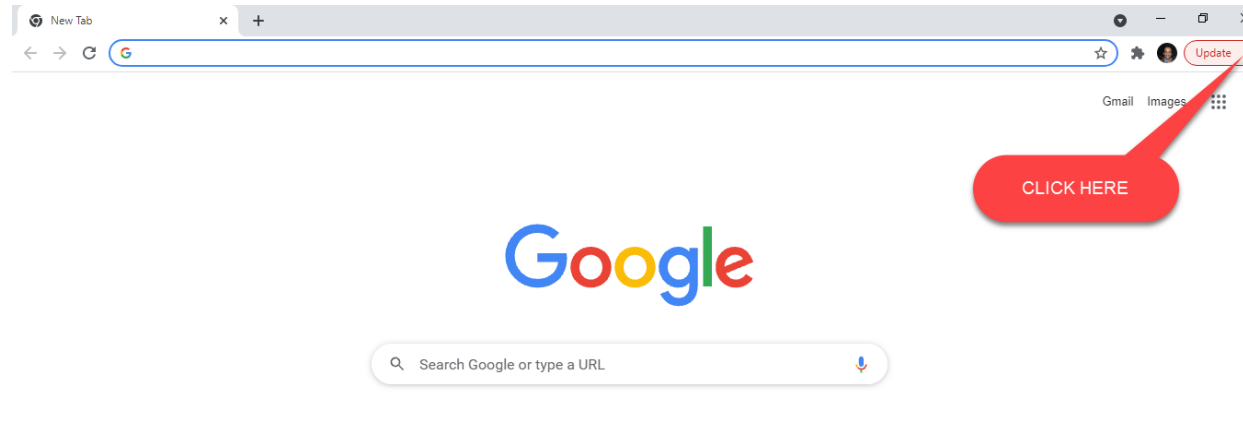 New Tab
Update
Gmail Images
CLICK HERE
Google
Search Google or type a URL